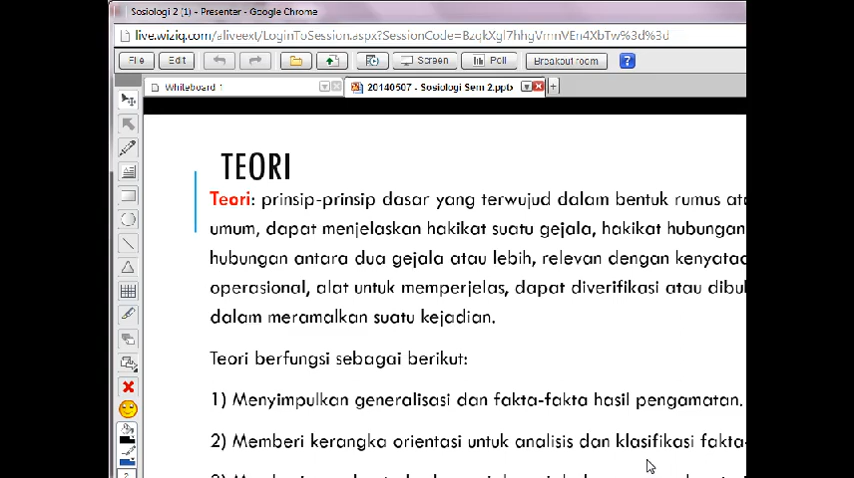 Sosiologi 2 (1) - Presenter - Google Chrome
live.wiziq.com/aliveext/LoginToSession.aspx?SessionCode=BzqkXgl7hhgVmnVEn4XbTw%3d%3d
File Edit Screen Poll Breakout room ?
Whiteboard 1 20140507 - Sosiologi Sem 2.pptx +
TEORI
Teori: prinsip-prinsip dasar yang terwujud dalam bentuk rumus
umum, dapat menjelaskan hakikat suatu gejala, hakikat hubungan
hubungan antara dua gejala atau lebih, relevan dengan
operasional, alat untuk memperjelas, dapat diverifikasi atau
dalam meramalkan suatu kejadian.
Teori berfungsi sebagai berikut:
1) Menyimpulkan generalisasi dan fakta-fakta hasil pengamatan.
2) Memberi kerangka orientasi untuk analisis dan klasifikasi fakta-